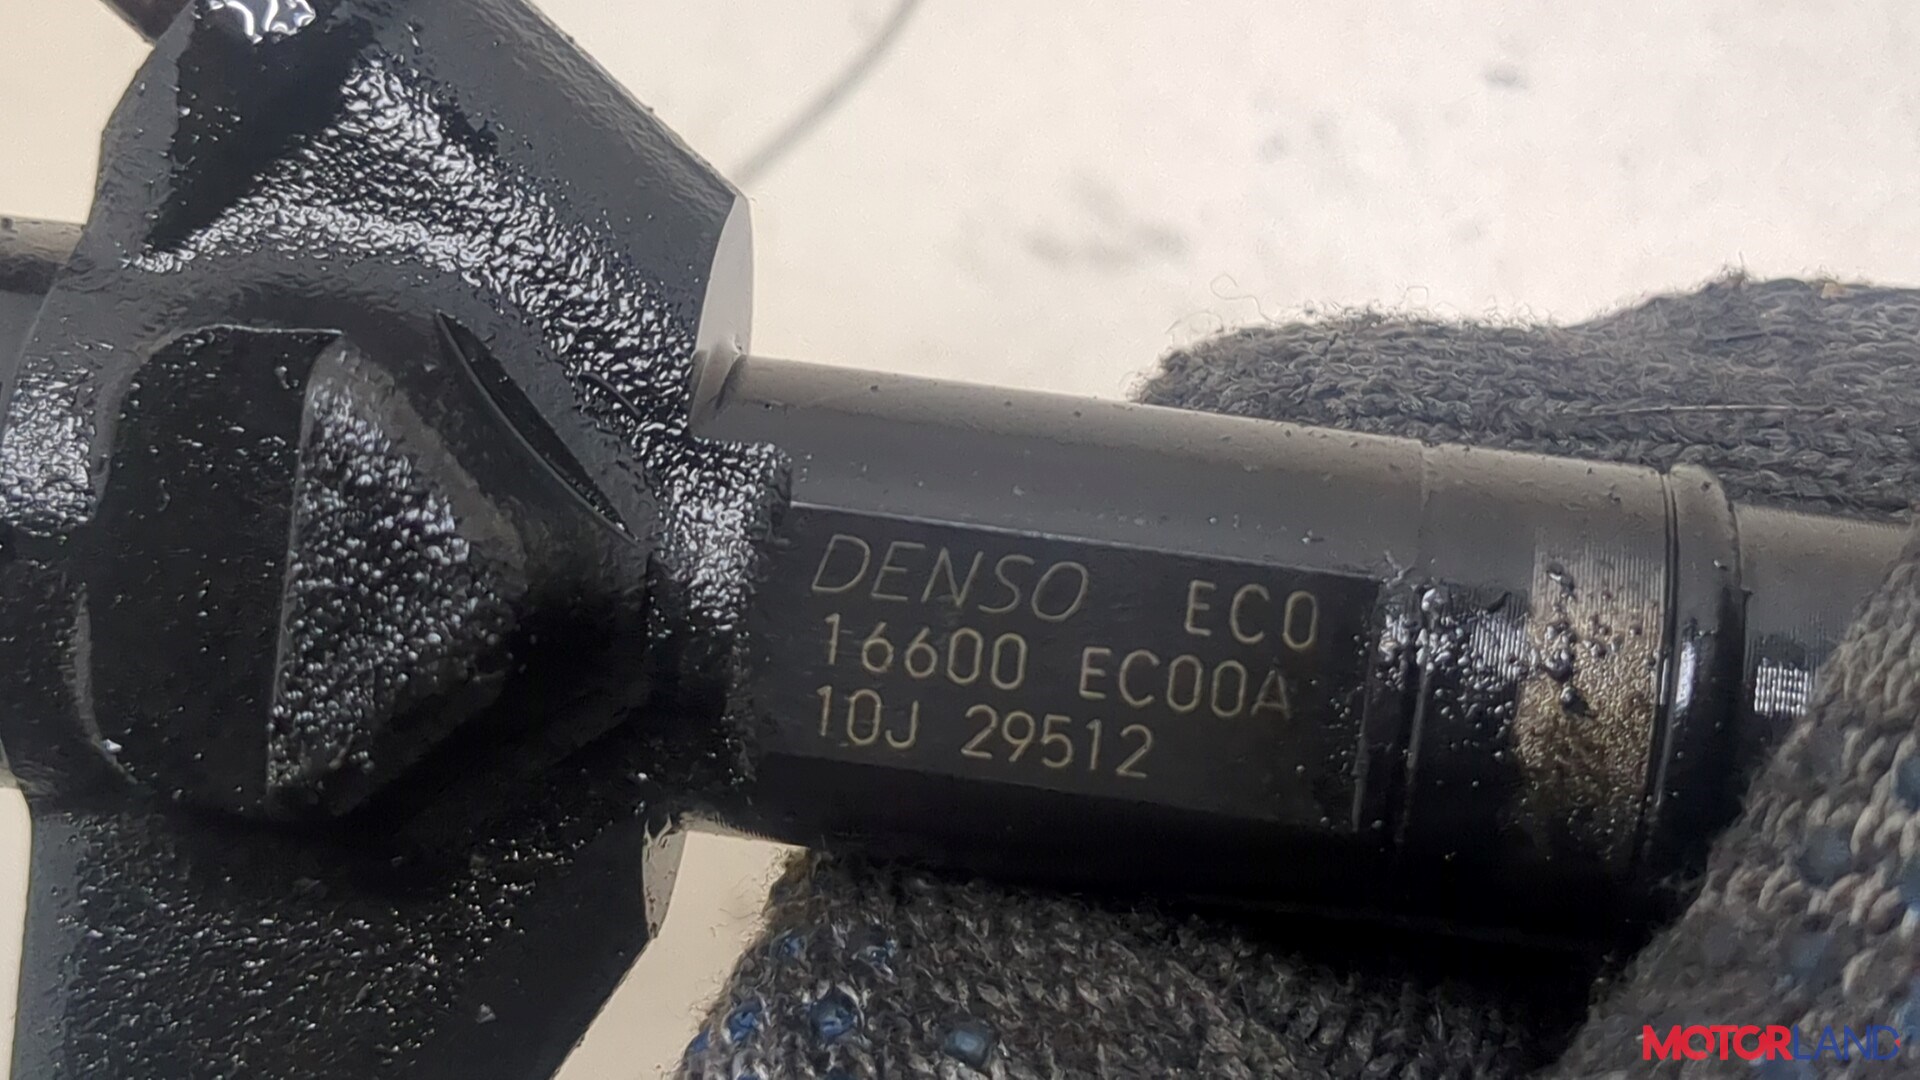 DENSO ECO
16600 EC00A
10J 29512
MOTORLAND